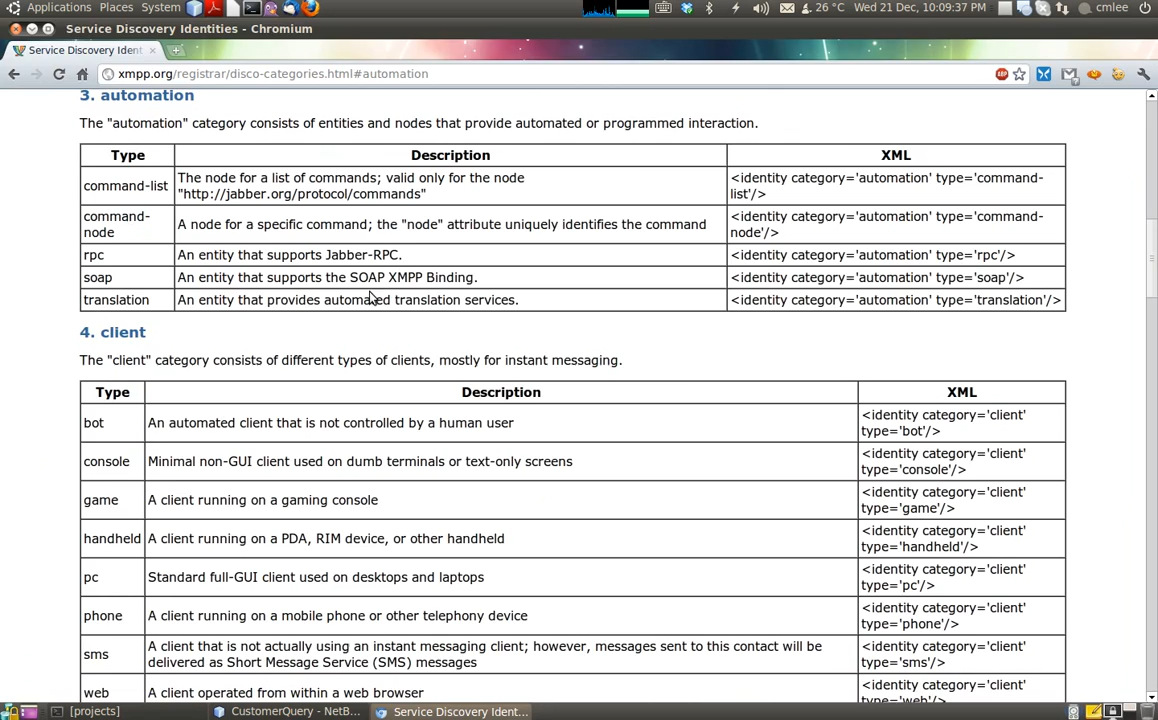 Applications Places System 26 °C Wed 21 Dec, 10:09:37 PM cmlee
Service Discovery Identities - Chromium
Service Discovery Ident
xmpp.org/registrar/disco-categories.html#automation
3. automation
The "automation" category consists of entities and nodes that provide automated or programmed interaction.
Type Description XML
command-list The node for a list of commands; valid only for the node <identity category='automation' type='command-
"http://jabber.org/protocol/commands" list'/>
command- A node for a specific command; the "node" attribute uniquely identifies the command <identity category='automation' type='command-
node node'/>
rpc An entity that supports Jabber-RPC. <identity category='automation' type='rpc'/>
soap An entity that supports the SOAP XMPP Binding. <identity category='automation' type='soap'/>
translation An entity that provides automated translation services. <identity category='automation' type='translation'/>
4. client
The "client" category consists of different types of clients, mostly for instant messaging.
Type Description XML
bot An automated client that is not controlled by a human user <identity category='client'
type='bot'/>
console Minimal non-GUI client used on dumb terminals or text-only screens <identity category='client'
type='console'/>
game A client running on a gaming console <identity category='client'
type='game'/>
handheld A client running on a PDA, RIM device, or other handheld <identity category='client'
type='handheld'/>
pc Standard full-GUI client used on desktops and laptops <identity category='client'
type='pc'/>
phone A client running on a mobile phone or other telephony device <identity category='client'
type='phone'/>
sms A client that is not actually using an instant messaging client; however, messages sent to this contact will be <identity category='client'
delivered as Short Message Service (SMS) messages type='sms'/>
web A client operated from within a web browser <identity category='client'
type='web'/>
[projects] CustomerQuery - NetB... Service Discovery Ident...